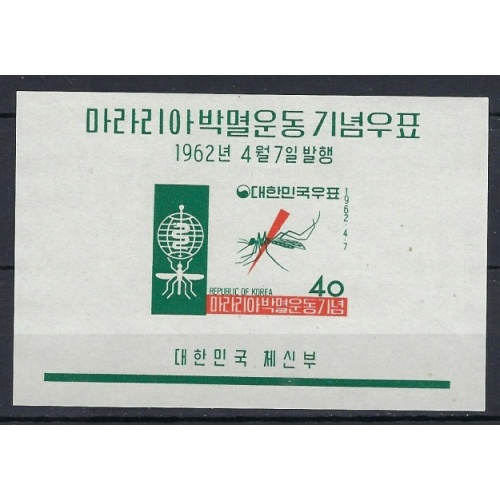 마라리아박멸운동기념우표
1962년 4월7일발행
대한민국우표
1962.4.7
40
REPUBLIC OF KOREA
마라리아박멸운동기념
대한민국 체신부